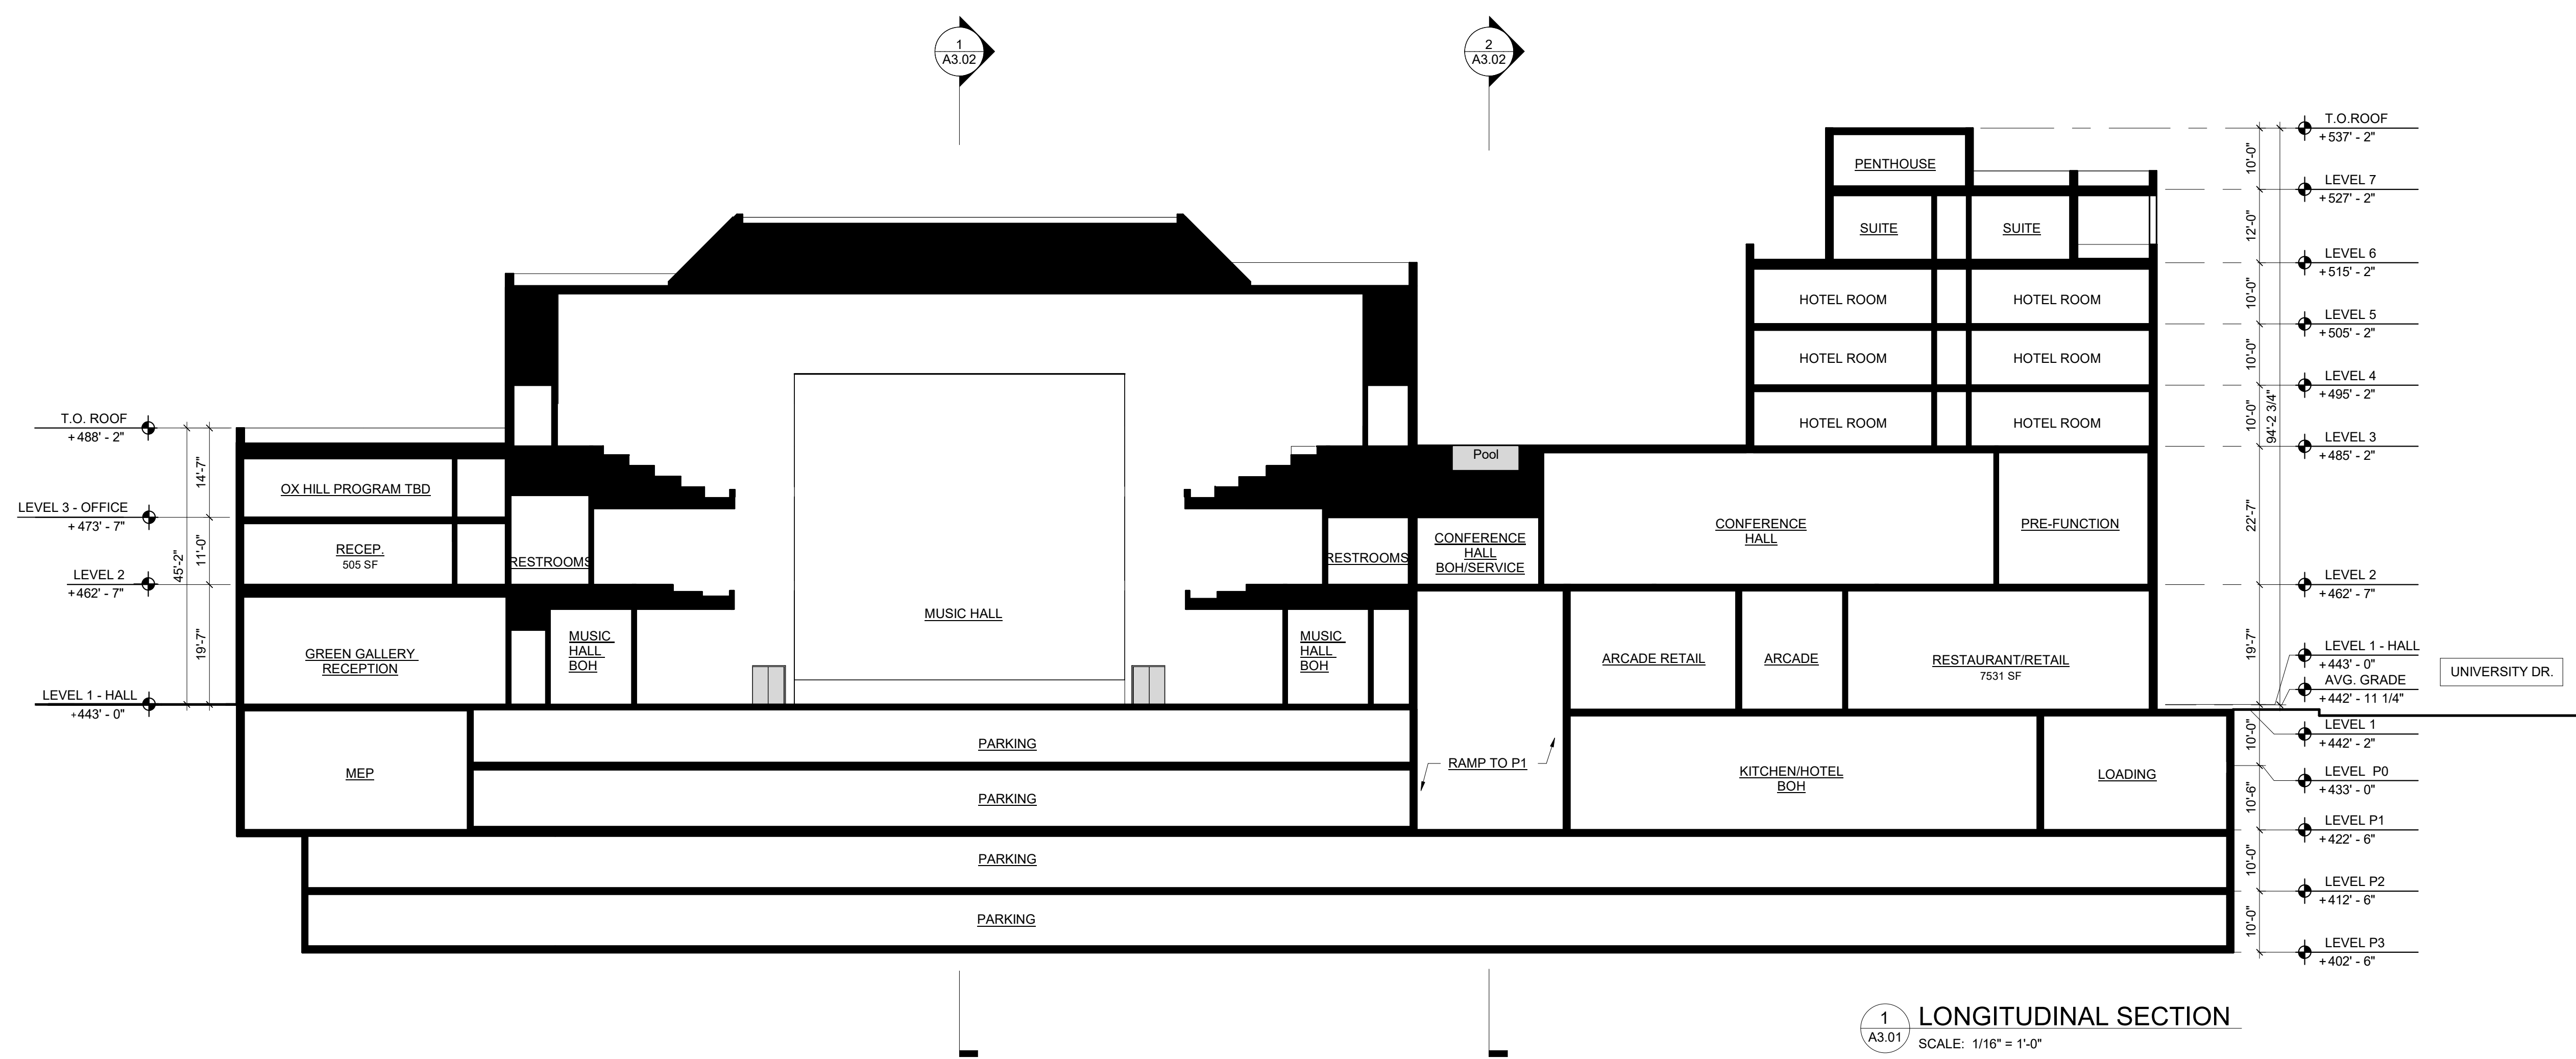 1
A3.02
2
A3.02
T.O.ROOF
+537' - 2"
10'-0"
PENTHOUSE
LEVEL 7
+527' - 2"
12'-0"
SUITE
SUITE
LEVEL 6
+515' - 2"
10'-0"
HOTEL ROOM
HOTEL ROOM
LEVEL 5
+505' - 2"
10'-0"
HOTEL ROOM
HOTEL ROOM
LEVEL 4
+495' - 2"
10'-0"
94'-2 3/4"
HOTEL ROOM
HOTEL ROOM
T.O. ROOF
+488' - 2"
LEVEL 3
+485' - 2"
Pool
14'-7"
OX HILL PROGRAM TBD
LEVEL 3 - OFFICE
+473' - 7"
22'-7"
CONFERENCE
HALL
PRE-FUNCTION
CONFERENCE
HALL
BOH/SERVICE
11'-0"
45'-2"
RECEP.
505 SF
RESTROOMS
RESTROOMS
LEVEL 2
+462' - 7"
LEVEL 2
+462' - 7"
MUSIC HALL
19'-7"
GREEN GALLERY
RECEPTION
MUSIC
HALL
BOH
MUSIC
HALL
BOH
ARCADE RETAIL
ARCADE
RESTAURANT/RETAIL
7531 SF
19'-7"
LEVEL 1 - HALL
+443' - 0"
UNIVERSITY DR.
AVG. GRADE
+442' - 11 1/4"
LEVEL 1 - HALL
+443' - 0"
LEVEL 1
+442' - 2"
10'-0"
PARKING
RAMP TO P1
MEP
KITCHEN/HOTEL
BOH
LOADING
LEVEL P0
+433' - 0"
10'-6"
PARKING
LEVEL P1
+422' - 6"
PARKING
10'-0"
LEVEL P2
+412' - 6"
PARKING
10'-0"
LEVEL P3
+402' - 6"
1
A3.01
LONGITUDINAL SECTION
SCALE: 1/16" = 1'-0"